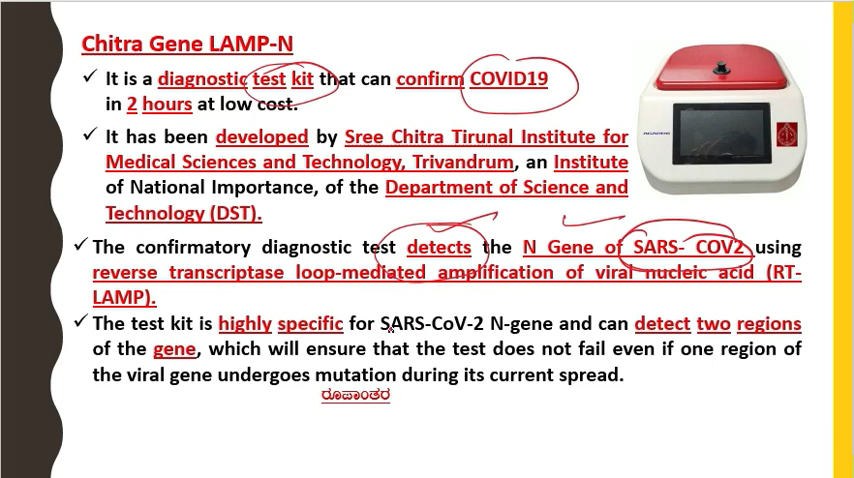 Chitra Gene LAMP-N
✓ It is a diagnostic test kit that can confirm COVID19
in 2 hours at low cost.
✓ It has been developed by Sree Chitra Tirunal Institute for
Medical Sciences and Technology, Trivandrum, an Institute
of National Importance, of the Department of Science and
Technology (DST).
✓ The confirmatory diagnostic test detects the N Gene of SARS- COV2 using
reverse transcriptase loop-mediated amplification of viral nucleic acid (RT-
LAMP).
✓ The test kit is highly specific for SARS-CoV-2 N-gene and can detect two regions
of the gene, which will ensure that the test does not fail even if one region of
the viral gene undergoes mutation during its current spread.
ರೂಪಾಂತರ